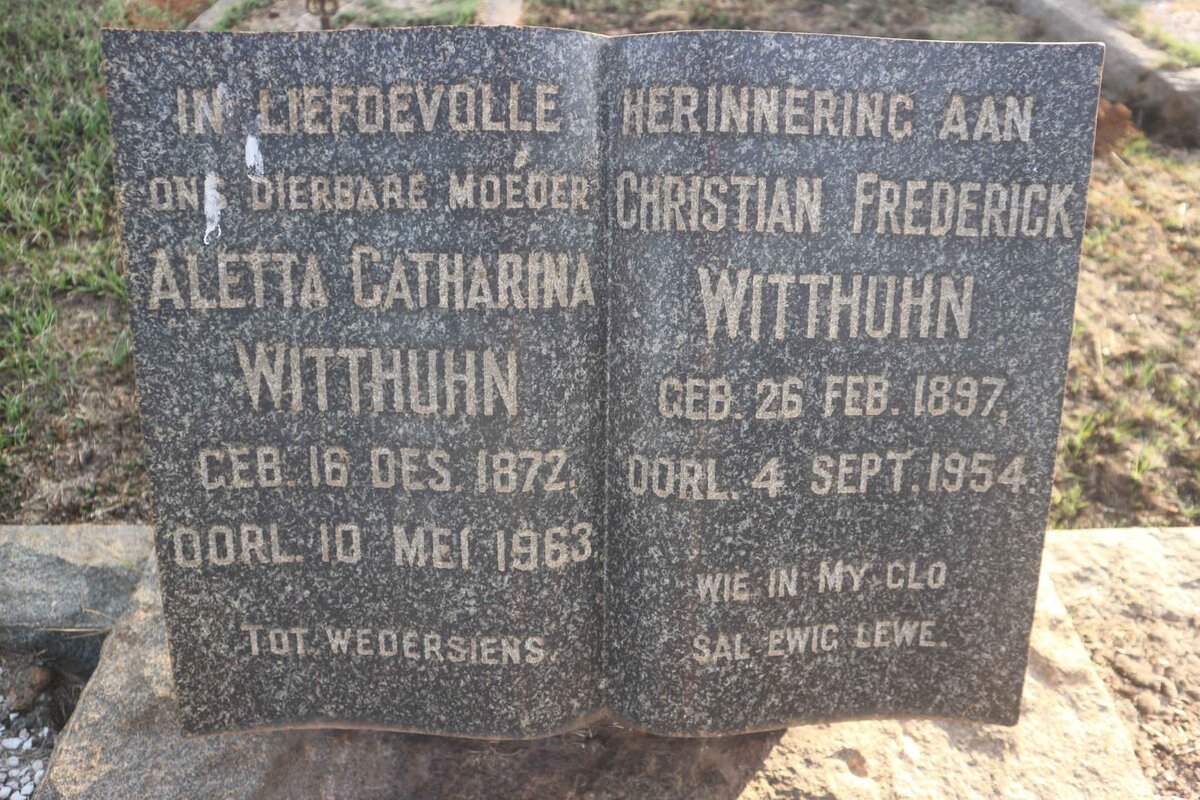 IN LIEFDEVOLLE HERINNERING AAN
ONS DIERBARE MOEDER
ALETTA CATHARINA
WITTHUHN
GEB. 16 DES. 1872.
OORL. 10 MEI 1963.
TOT WEDERSIENS.
CHRISTIAN FREDERICK
WITTHUHN
GEB. 26 FEB. 1897,
OORL. 4 SEPT. 1954.
WIE IN MY GLO
SAL EWIG LEWE.